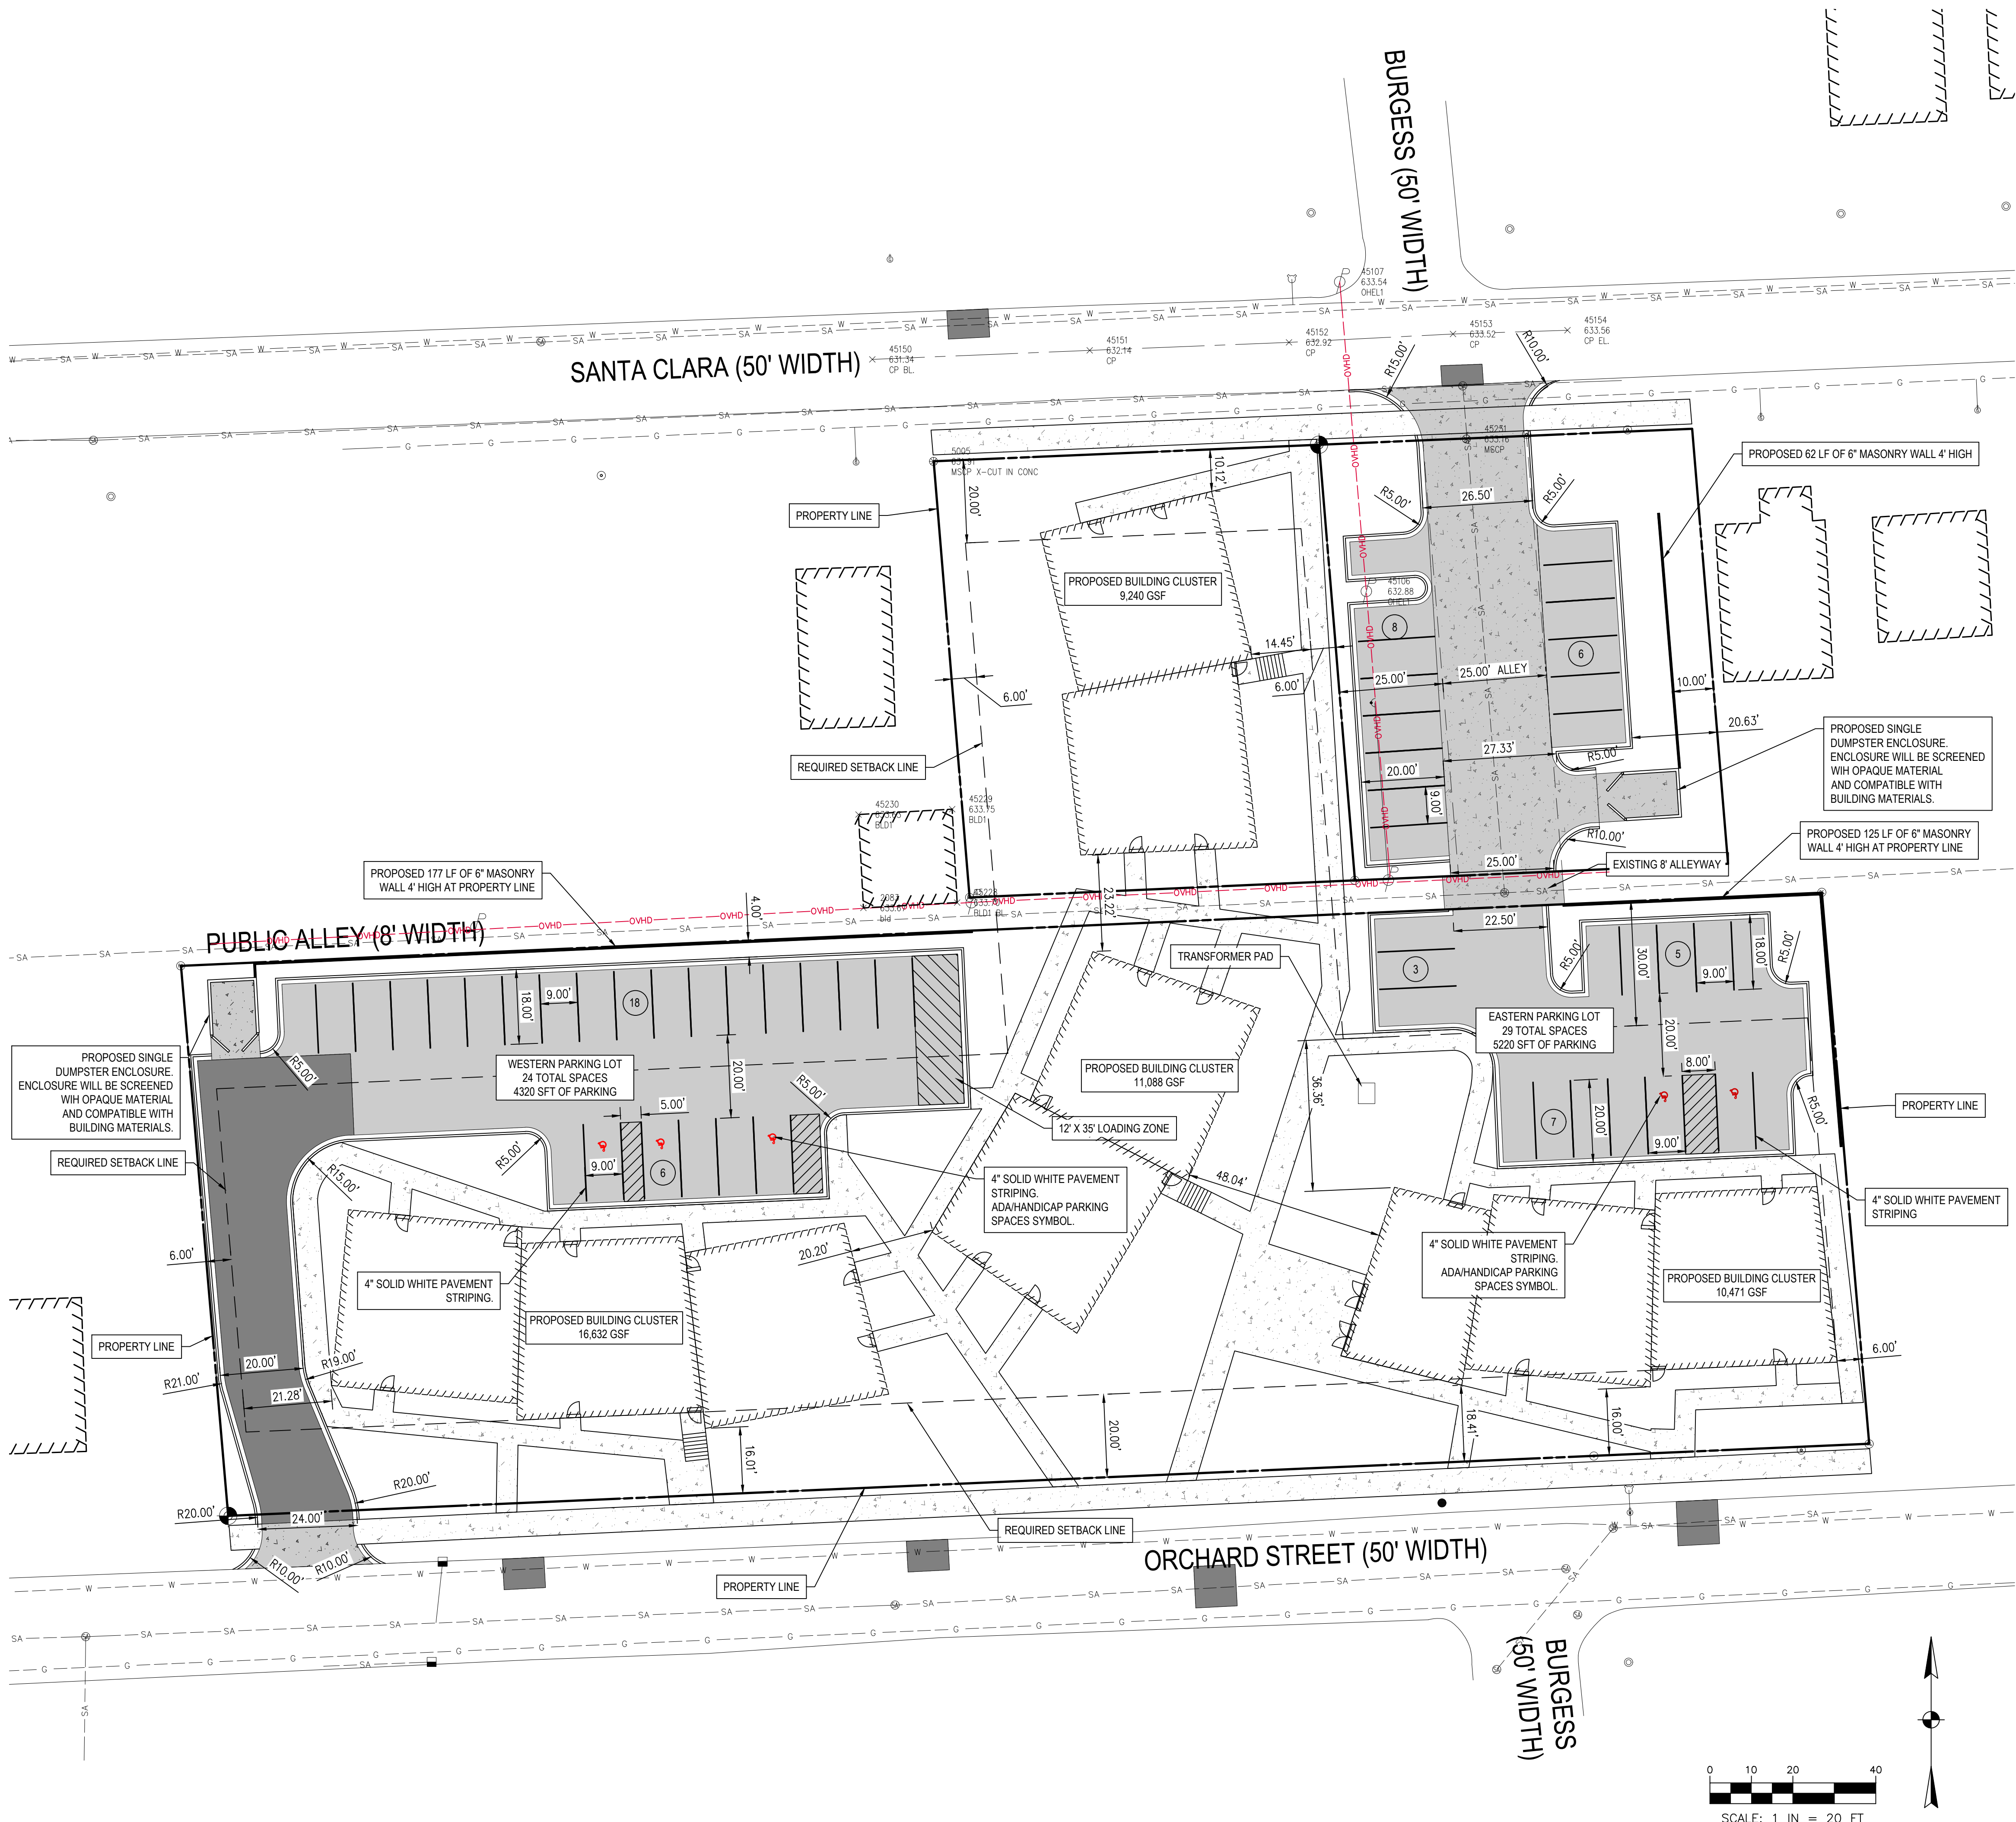 BURGESS (50' WIDTH)
45107
633.54
OHEL1
SANTA CLARA (50' WIDTH)
45150
631.34
CP BL.
45151
632.14
CP
45152
632.92
CP
45153
633.52
CP
45154
633.56
CP EL.
R15.00'
R10.00'
45231
633.16
MSCP
5005
631.91
MSCP X-CUT IN CONC
PROPERTY LINE
20.00'
10.12'
PROPOSED 62 LF OF 6" MASONRY WALL 4' HIGH
R5.00'
26.50'
R5.00'
PROPOSED BUILDING CLUSTER
9,240 GSF
45106
632.88
OHEL1
8
6
14.45'
6.00'
6.00'
25.00'
25.00' ALLEY
10.00'
20.63'
REQUIRED SETBACK LINE
27.33'
R5.00'
20.00'
9.00'
PROPOSED SINGLE
DUMPSTER ENCLOSURE.
ENCLOSURE WILL BE SCREENED
WIH OPAQUE MATERIAL
AND COMPATIBLE WITH
BUILDING MATERIALS.
45230
BLD1
45229
633.75
BLD1
R10.00'
25.00'
EXISTING 8' ALLEYWAY
PROPOSED 125 LF OF 6" MASONRY
WALL 4' HIGH AT PROPERTY LINE
PROPOSED 177 LF OF 6" MASONRY
WALL 4' HIGH AT PROPERTY LINE
2083
bld
45228
BLD1 BL
4.00'
23.22'
22.50'
PUBLIC ALLEY (8' WIDTH)
OVHD
SA
W
G
TRANSFORMER PAD
3
R5.00'
30.00'
5
9.00'
18.00'
R5.00'
18.00'
9.00'
18
EASTERN PARKING LOT
29 TOTAL SPACES
5220 SFT OF PARKING
20.00'
8.00'
PROPOSED SINGLE
DUMPSTER ENCLOSURE.
ENCLOSURE WILL BE SCREENED
WIH OPAQUE MATERIAL
AND COMPATIBLE WITH
BUILDING MATERIALS.
R5.00'
WESTERN PARKING LOT
24 TOTAL SPACES
4320 SFT OF PARKING
20.00'
R5.00'
5.00'
PROPOSED BUILDING CLUSTER
11,088 GSF
36.36'
12' X 35' LOADING ZONE
7
20.00'
9.00'
R5.00'
PROPERTY LINE
REQUIRED SETBACK LINE
R15.00'
R5.00'
9.00'
6
4" SOLID WHITE PAVEMENT
STRIPING.
ADA/HANDICAP PARKING
SPACES SYMBOL.
48.04'
4" SOLID WHITE PAVEMENT
STRIPING
6.00'
20.20'
4" SOLID WHITE PAVEMENT
STRIPING.
PROPOSED BUILDING CLUSTER
16,632 GSF
4" SOLID WHITE PAVEMENT
STRIPING.
ADA/HANDICAP PARKING
SPACES SYMBOL.
PROPOSED BUILDING CLUSTER
10,471 GSF
PROPERTY LINE
20.00'
R19.00'
R21.00'
21.28'
6.00'
16.01'
20.00'
18.41'
16.00'
R20.00'
R20.00'
24.00'
R10.00'
R10.00'
REQUIRED SETBACK LINE
PROPERTY LINE
ORCHARD STREET (50' WIDTH)
BURGESS
(50' WIDTH)
0 10 20 40
SCALE: 1 IN = 20 FT